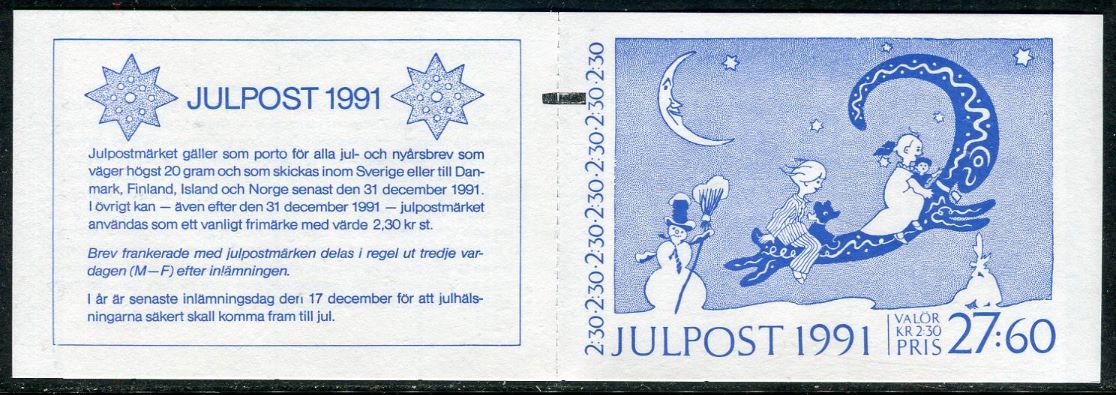 JULPOST 1991
Julpostmärket gäller som porto för alla jul- och nyårsbrev som
väger högst 20 gram och som skickas inom Sverige eller till Dan-
mark, Finland, Island och Norge senast den 31 december 1991.
I övrigt kan — även efter den 31 december 1991 — julpostmärket
användas som ett vanligt frimärke med värde 2,30 kr st.
Brev frankerade med julpostmärken delas i regel ut tredje var-
dagen (M—F) efter inlämningen.
I år är senaste inlämningsdag den 17 december för att julhäls-
ningarna säkert skall komma fram till jul.
2:30·2:30·2:30·2:30·2:30·2:30·2:30
JULPOST 1991
VALÖR
KR 2·30
PRIS
27:60